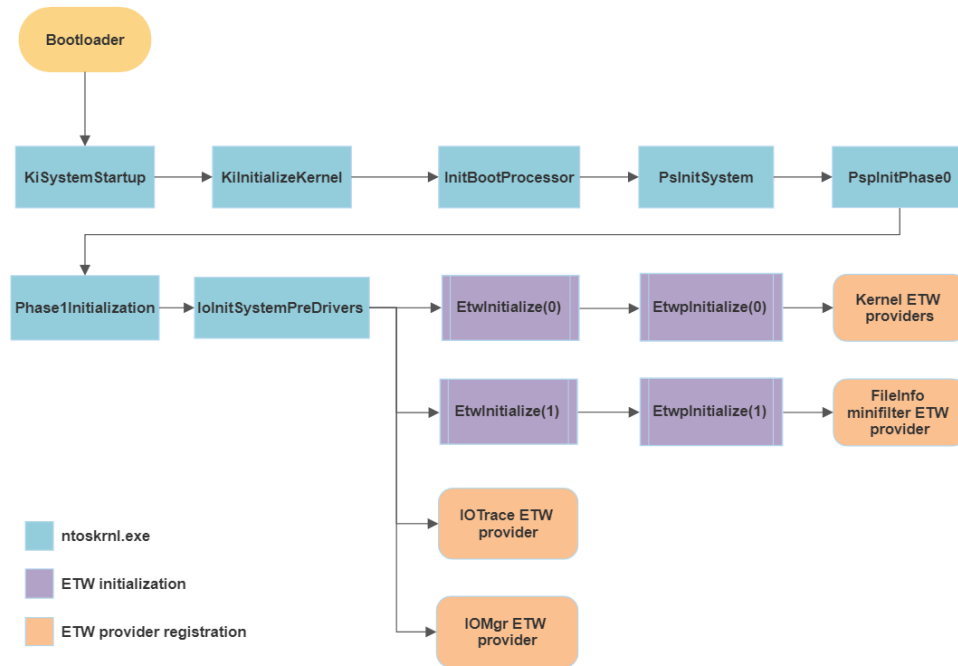 Bootloader
KiSystemStartup
KiInitializeKernel
InitBootProcessor
PsInitSystem
PspInitPhase0
Phase1Initialization
IoInitSystemPreDrivers
EtwInitialize(0)
EtwpInitialize(0)
Kernel ETW
providers
EtwInitialize(1)
EtwpInitialize(1)
FileInfo
minifilter ETW
provider
IOTrace ETW
provider
ntoskrnl.exe
ETW initialization
IOMgr ETW
provider
ETW provider registration